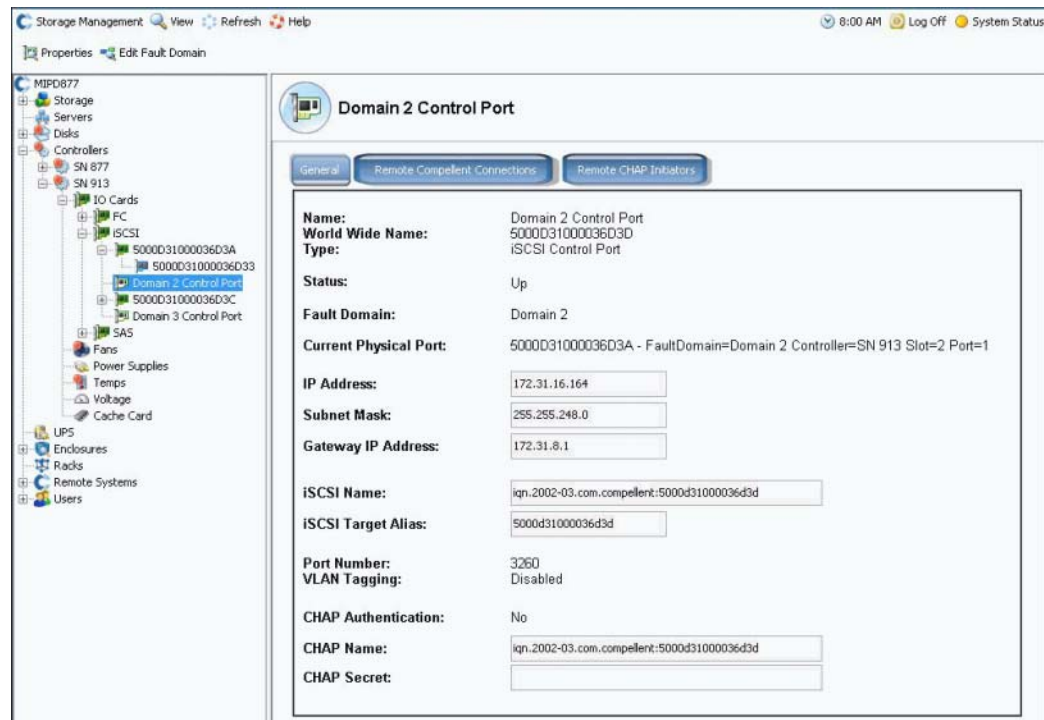 Storage Management View Refresh Help 8:00 AM Log Off System Status
Properties Edit Fault Domain
MIPD877
Storage
Servers
Disks
Controllers
SN 877
SN 913
IO Cards
FC
iSCSI
5000D31000036D3A
5000D31000036D33
Domain 2 Control Port
5000D31000036D3C
Domain 3 Control Port
SAS
Fans
Power Supplies
Temps
Voltage
Cache Card
UPS
Enclosures
Racks
Remote Systems
Users
Domain 2 Control Port
General Remote Compellent Connections Remote CHAP Initiators
Name: Domain 2 Control Port
World Wide Name: 5000D31000036D3D
Type: iSCSI Control Port
Status: Up
Fault Domain: Domain 2
Current Physical Port: 5000D31000036D3A - FaultDomain=Domain 2 Controller=SN 913 Slot=2 Port=1
IP Address: 172.31.16.164
Subnet Mask: 255.255.248.0
Gateway IP Address: 172.31.8.1
iSCSI Name: iqn.2002-03.com.compellent:5000d31000036d3d
iSCSI Target Alias: 5000d31000036d3d
Port Number: 3260
VLAN Tagging: Disabled
CHAP Authentication: No
CHAP Name: iqn.2002-03.com.compellent:5000d31000036d3d
CHAP Secret: